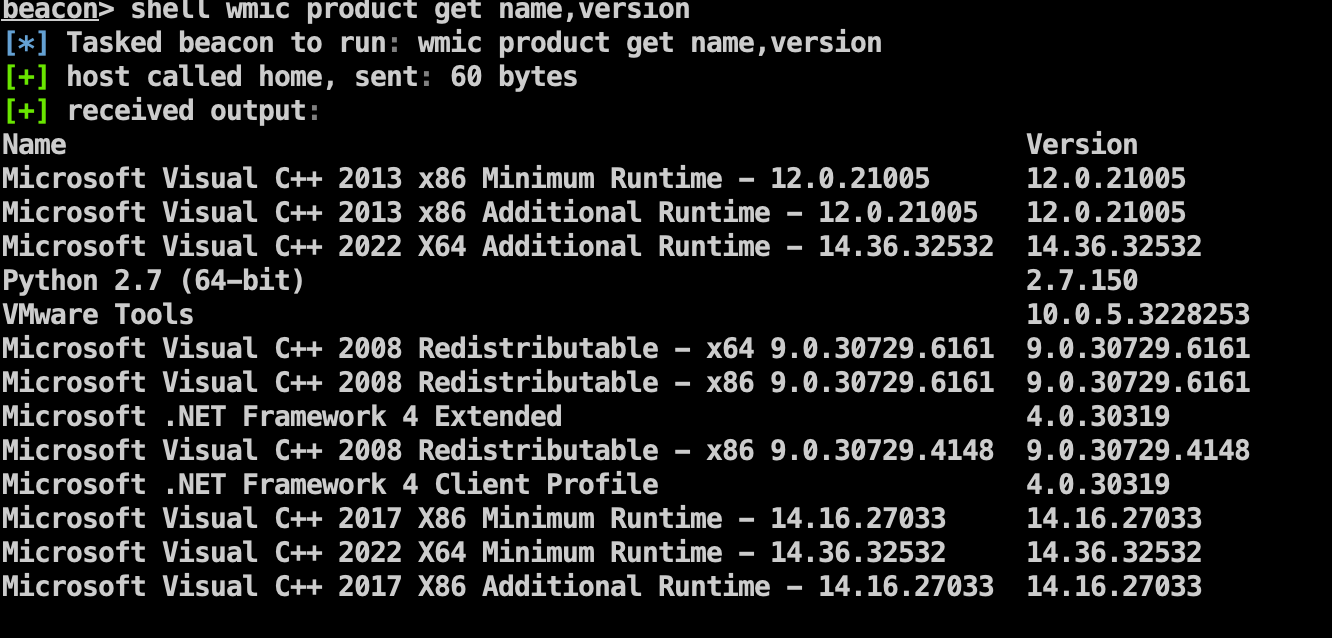 beacon> shell wmic product get name,version
[*] Tasked beacon to run: wmic product get name,version
[+] host called home, sent: 60 bytes
[+] received output:
Name Version
Microsoft Visual C++ 2013 x86 Minimum Runtime - 12.0.21005 12.0.21005
Microsoft Visual C++ 2013 x86 Additional Runtime - 12.0.21005 12.0.21005
Microsoft Visual C++ 2022 X64 Additional Runtime - 14.36.32532 14.36.32532
Python 2.7 (64-bit) 2.7.150
VMware Tools 10.0.5.3228253
Microsoft Visual C++ 2008 Redistributable - x64 9.0.30729.6161 9.0.30729.6161
Microsoft Visual C++ 2008 Redistributable - x86 9.0.30729.6161 9.0.30729.6161
Microsoft .NET Framework 4 Extended 4.0.30319
Microsoft Visual C++ 2008 Redistributable - x86 9.0.30729.4148 9.0.30729.4148
Microsoft .NET Framework 4 Client Profile 4.0.30319
Microsoft Visual C++ 2017 X86 Minimum Runtime - 14.16.27033 14.16.27033
Microsoft Visual C++ 2022 X64 Minimum Runtime - 14.36.32532 14.36.32532
Microsoft Visual C++ 2017 X86 Additional Runtime - 14.16.27033 14.16.27033